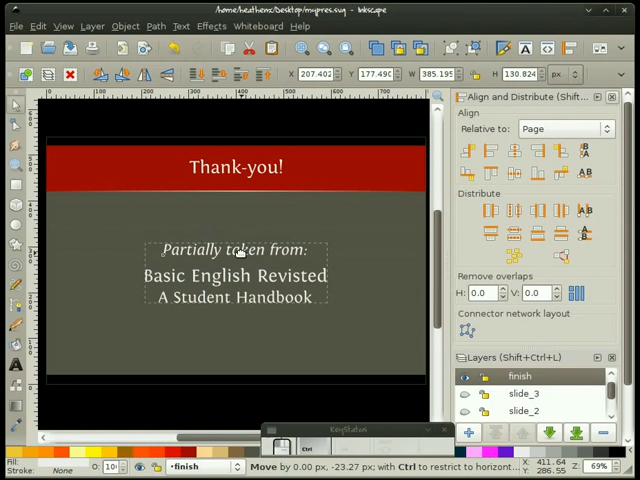 /home/heathenx/Desktop/mypres.svg - Inkscape
File Edit View Layer Object Path Text Effects Whiteboard Help
X 207.402 Y 177.490 W 385.195 H 130.824 px
Align and Distribute (Shift...
Align
Relative to: Page
Thank-you!
Distribute
Partially taken from:
Basic English Revisted
A Student Handbook
Remove overlaps
H: 0.0 V: 0.0
Connector network layout
Layers (Shift+Ctrl+L)
finish
slide_3
slide_2
KeyStatus
Ctrl
Fill:
Stroke: None
O: 10
•finish
Move by 0.00 px, -23.27 px; with Ctrl to restrict to horizont...
X: 411.64
Y: 286.55
Z: 69%